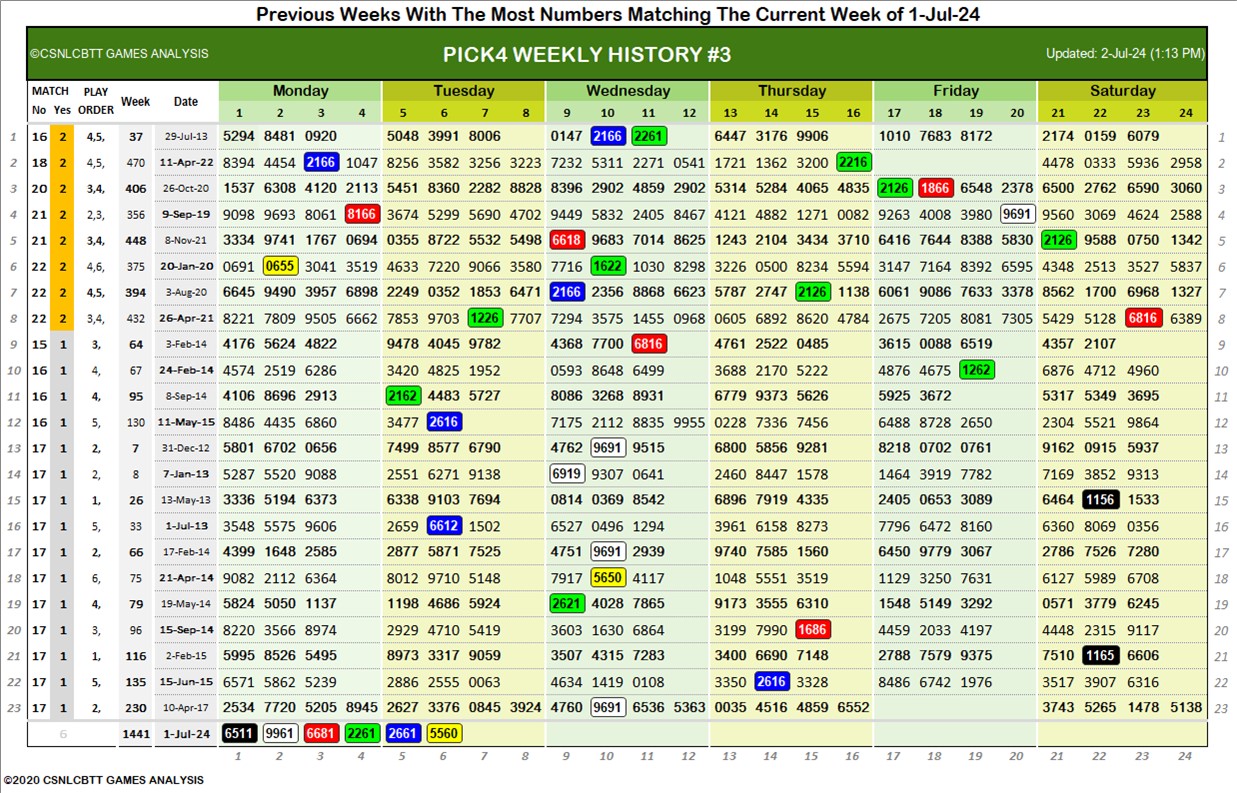 Previous Weeks With The Most Numbers Matching The Current Week of 1-Jul-24
©CSNLCBTT GAMES ANALYSIS PICK4 WEEKLY HISTORY #3 Updated: 2-Jul-24 (1:13 PM)
MATCH PLAY Week Date Monday Tuesday Wednesday Thursday Friday Saturday
No Yes ORDER 1 2 3 4 5 6 7 8 9 10 11 12 13 14 15 16 17 18 19 20 21 22 23 24
1 16 2 4,5, 37 29-Jul-13 5294 8481 0920 5048 3991 8006 0147 2166 2261 6447 3176 9906 1010 7683 8172 2174 0159 6079 1
2 18 2 4,5, 470 11-Apr-22 8394 4454 2166 1047 8256 3582 3256 3223 7232 5311 2271 0541 1721 1362 3200 2216 4478 0333 5936 2958 2
3 20 2 3,4, 406 26-Oct-20 1537 6308 4120 2113 5451 8360 2282 8828 8396 2902 4859 2902 5314 5284 4065 4835 2126 1866 6548 2378 6500 2762 6590 3060 3
4 21 2 2,3, 356 9-Sep-19 9098 9693 8061 8166 3674 5299 5690 4702 9449 5832 2405 8467 4121 4882 1271 0082 9263 4008 3980 9691 9560 3069 4624 2588 4
5 21 2 3,4, 448 8-Nov-21 3334 9741 1767 0694 0355 8722 5532 5498 6618 9683 7014 8625 1243 2104 3434 3710 6416 7644 8388 5830 2126 9588 0750 1342 5
6 22 2 4,6, 375 20-Jan-20 0691 0655 3041 3519 4633 7220 9066 3580 7716 1622 1030 8298 3226 0500 8234 5594 3147 7164 8392 6595 4348 2513 3527 5837 6
7 22 2 4,5, 394 3-Aug-20 6645 9490 3957 6898 2249 0352 1853 6471 2166 2356 8868 6623 5787 2747 2126 1138 6061 9086 7633 5378 8562 1700 6968 1327 7
8 22 2 3,4, 432 26-Apr-21 8221 7809 9505 6662 7853 9703 1226 7707 7294 3575 1455 0968 0605 6892 8620 4784 2675 7205 8081 7305 5429 5128 6816 6389 8
9 15 1 3, 64 3-Feb-14 4176 5624 4822 9478 4045 9782 4368 7700 6816 4761 2522 0485 3615 0088 6519 4357 2107 9
10 16 1 4, 67 24-Feb-14 4574 2519 6286 3420 4825 1952 0593 8648 6499 3688 2170 5222 4876 4675 1262 6876 4712 4960 10
11 16 1 4, 95 8-Sep-14 4106 8696 2913 2162 4483 5727 8086 3268 8931 6779 9373 5626 5925 3672 5317 5349 3695 11
12 16 1 5, 130 11-May-15 8486 4435 6860 3477 2616 7175 2112 8835 9955 0228 7336 7456 6488 8728 2650 2304 5521 9864 12
13 17 1 2, 7 31-Dec-12 5801 6702 0656 7499 8577 6790 4762 9691 9515 6800 5856 9281 8218 0702 0761 9162 0915 5937 13
14 17 1 2, 8 7-Jan-13 5287 5520 9088 2551 6271 9138 6919 9307 0641 2460 8447 1578 1464 3919 7782 7169 3852 9313 14
15 17 1 1, 26 13-May-13 3336 5194 6373 6338 9103 7694 0814 0369 8542 6896 7919 4335 2405 0653 3089 6464 1156 1533 15
16 17 1 5, 33 1-Jul-13 3548 5575 9606 2659 6612 1502 6527 0496 1294 3961 6158 8273 7796 6472 8160 6360 8069 0356 16
17 17 1 2, 66 17-Feb-14 4399 1648 2585 2877 5871 7525 4751 9691 2939 9740 7585 1560 6450 9779 3067 2786 7526 7280 17
18 17 1 6, 75 21-Apr-14 9082 2112 6364 8012 9710 5148 7917 5650 4117 1048 5551 3519 1129 3250 7631 6127 5989 6708 18
19 17 1 4, 79 19-May-14 5824 5050 1137 1198 4686 5924 2621 4028 7865 9173 3555 6310 1548 5149 3292 0571 3779 6245 19
20 17 1 3, 96 15-Sep-14 8220 3566 8974 2929 4710 5419 3603 1630 6864 3199 7990 1686 4459 2033 4197 4448 2315 9117 20
21 17 1 1, 116 2-Feb-15 5995 8526 5495 8973 3317 9059 3507 4315 7283 3400 6690 7148 2788 7579 9375 7510 1165 6606 21
22 17 1 5, 135 15-Jun-15 6571 5862 5239 2886 2555 0063 4634 1419 0108 3350 2616 3328 8486 6742 1976 3517 3907 6316 22
23 17 1 2, 230 10-Apr-17 2534 7720 5205 8945 2627 3376 0845 3924 4760 9691 6536 5363 0035 4516 4859 6552 3743 5265 1478 5138 23
6 1441 1-Jul-24 6511 9961 6681 2261 2661 5560
1 2 3 4 5 6 7 8 9 10 11 12 13 14 15 16 17 18 19 20 21 22 23 24
©2020 CSNLCBTT GAMES ANALYSIS